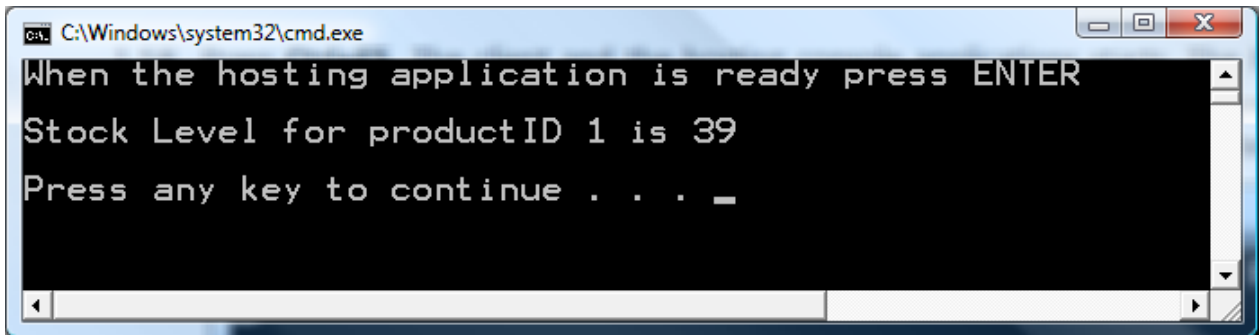 C:\Windows\system32\cmd.exe
When the hosting application is ready press ENTER
Stock Level for productID 1 is 39
Press any key to continue . . . _